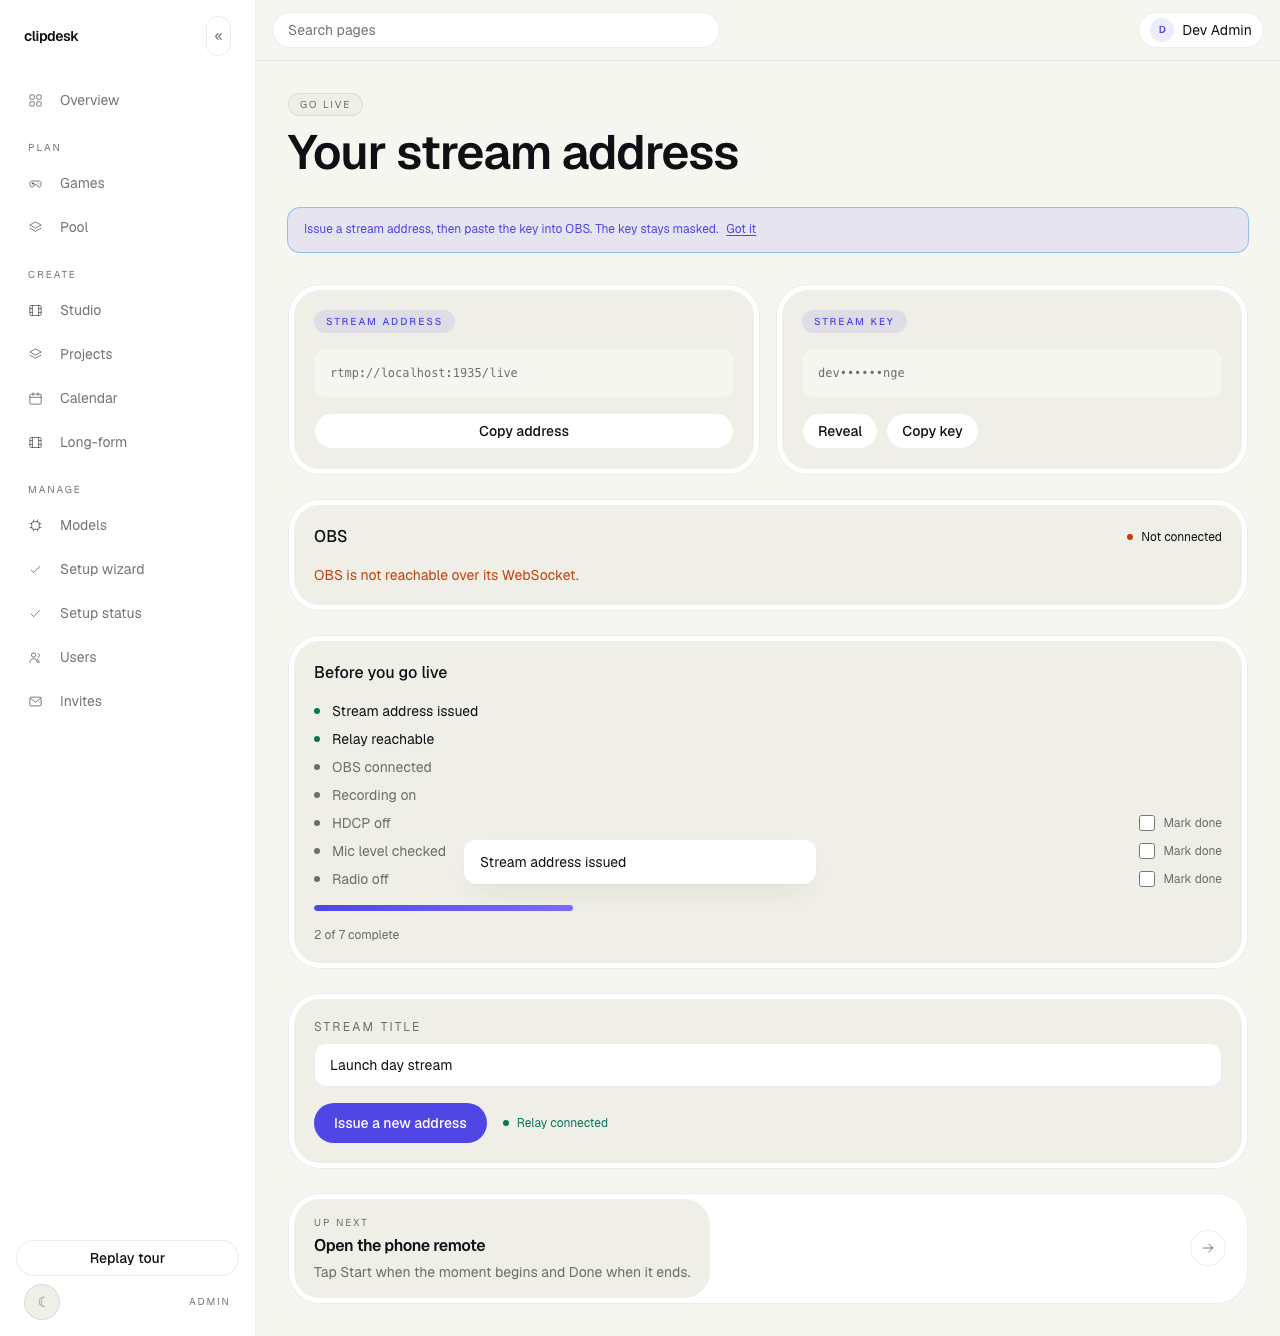 clipdesk
«
Search pages
D
Dev Admin
Overview
PLAN
Games
Pool
CREATE
Studio
Projects
Calendar
Long-form
MANAGE
Models
Setup wizard
Setup status
Users
Invites
Replay tour
ADMIN
GO LIVE
Your stream address
Issue a stream address, then paste the key into OBS. The key stays masked. Got it
STREAM ADDRESS
rtmp://localhost:1935/live
Copy address
STREAM KEY
dev••••••nge
Reveal
Copy key
OBS
Not connected
OBS is not reachable over its WebSocket.
Before you go live
Stream address issued
Relay reachable
OBS connected
Recording on
HDCP off
Mark done
Mic level checked
Mark done
Stream address issued
Radio off
Mark done
2 of 7 complete
STREAM TITLE
Launch day stream
Issue a new address
Relay connected
UP NEXT
Open the phone remote
Tap Start when the moment begins and Done when it ends.